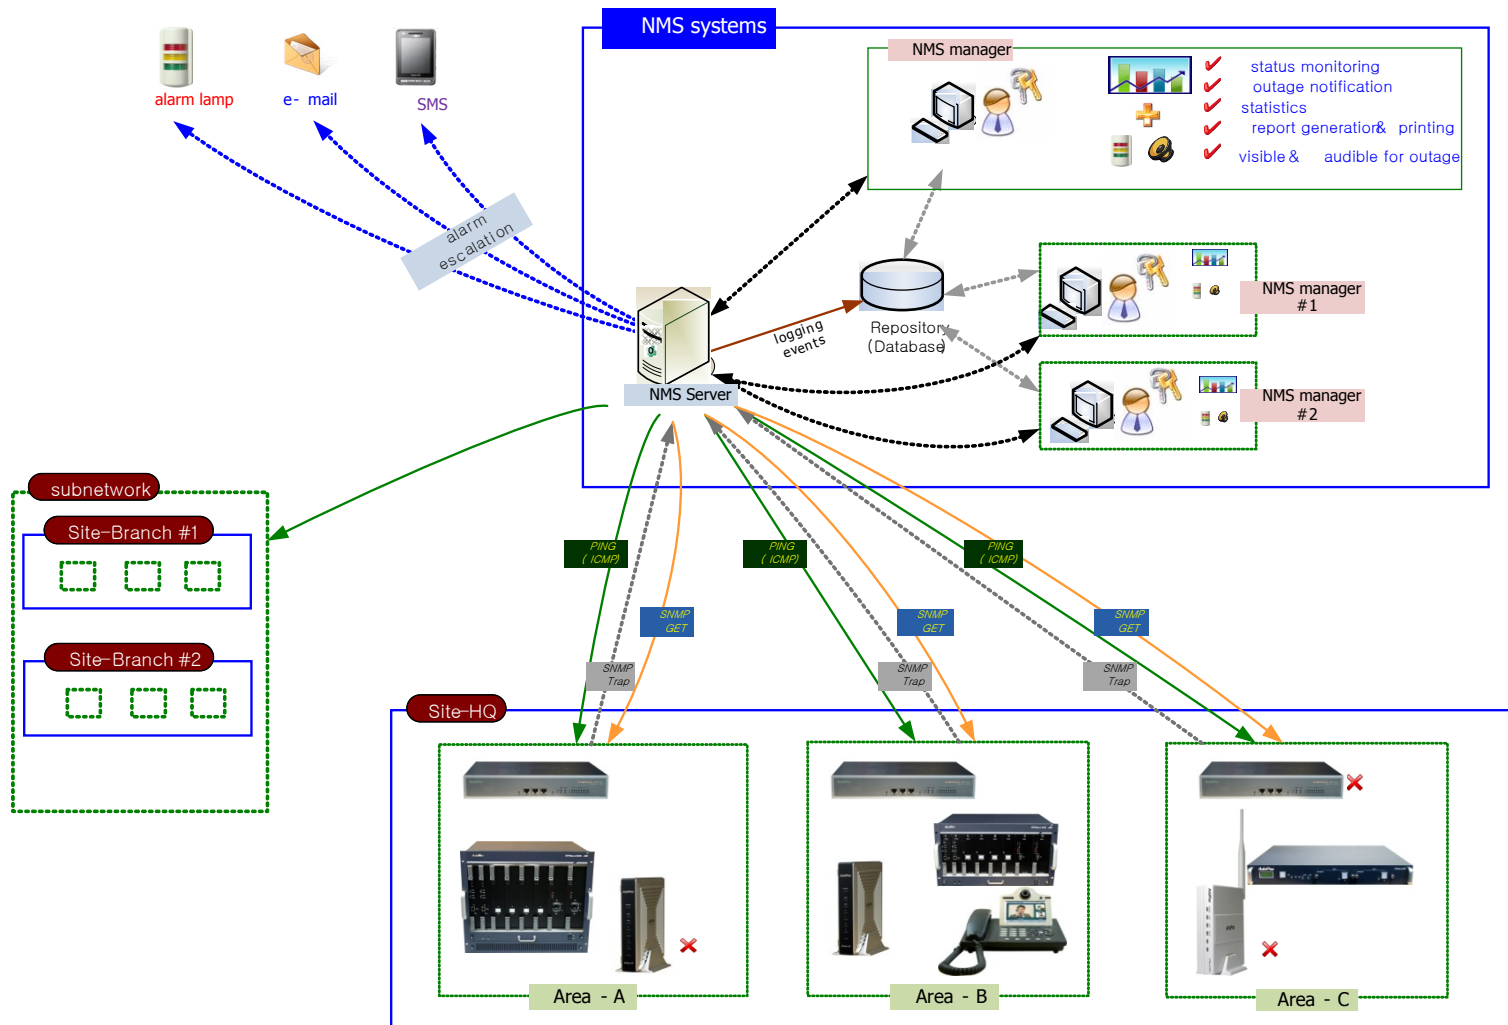 NMS systems
NMS manager
status monitoring
outage notification
statistics
report generation& printing
visible & audible for outage
alarm lamp
e- mail
SMS
alarm
escalation
NMS manager
#1
Repository
(Database)
logging
events
NMS Server
NMS manager
#2
subnetwork
Site-Branch #1
Site-Branch #2
PING
( ICMP)
PING
( ICMP)
PING
( ICMP)
SNMP
GET
SNMP
GET
SNMP
GET
SNMP
Trap
SNMP
Trap
SNMP
Trap
Site-HQ
Area - A
Area - B
Area - C